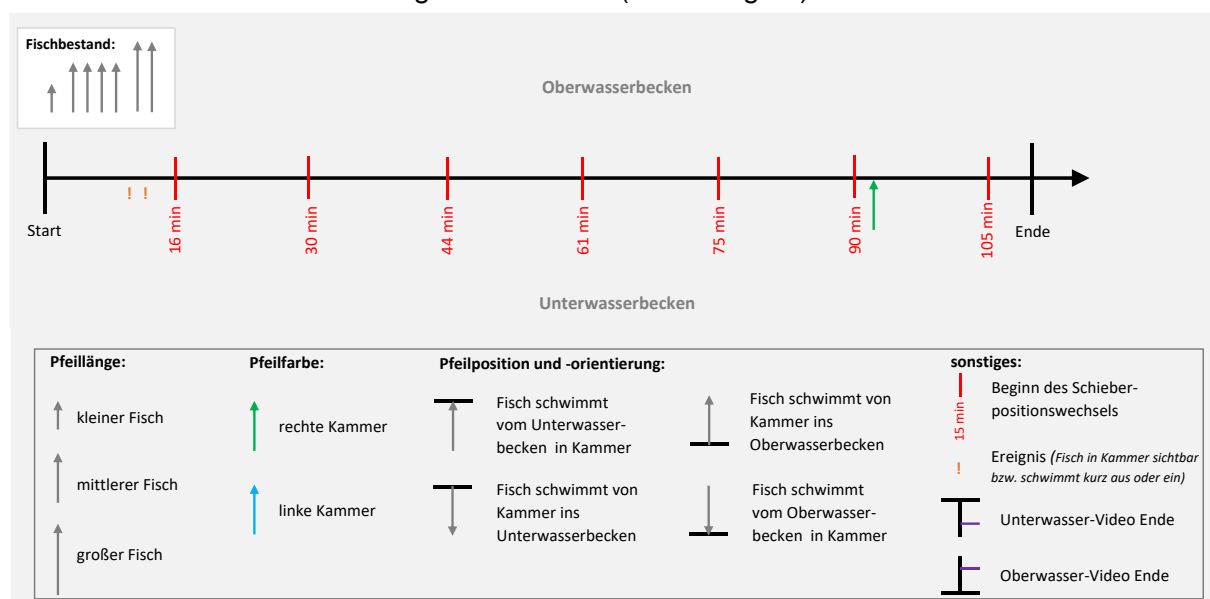 Fischbestand:
Oberwasserbecken
! !
Start
16 min
30 min
44 min
61 min
75 min
90 min
105 min
Ende
Unterwasserbecken
Pfeillänge:
kleiner Fisch
mittlerer Fisch
großer Fisch
Pfeilfarbe:
rechte Kammer
linke Kammer
Pfeilposition und -orientierung:
Fisch schwimmt
vom Unterwasser-
becken in Kammer
Fisch schwimmt von
Kammer ins
Unterwasserbecken
Fisch schwimmt von
Kammer ins
Oberwasserbecken
Fisch schwimmt
vom Oberwasser-
becken in Kammer
sonstiges:
15 min
Beginn des Schieber-
positionswechsels
!
Ereignis (Fisch in Kammer sichtbar
bzw. schwimmt kurz aus oder ein)
Unterwasser-Video Ende
Oberwasser-Video Ende